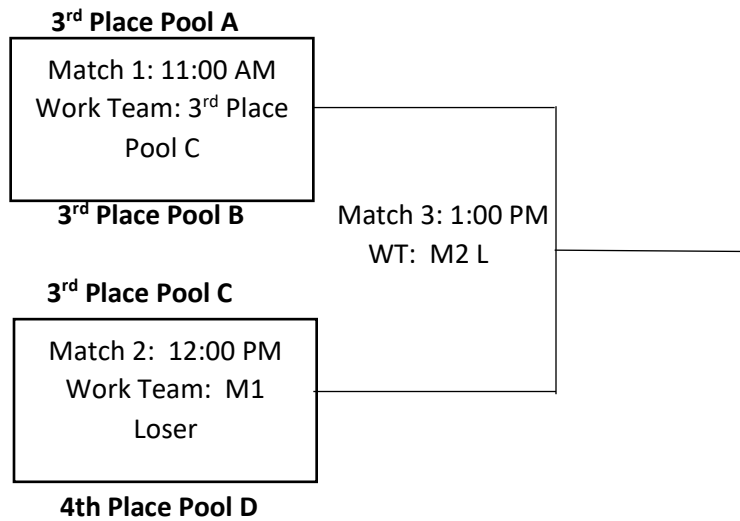 3rd Place Pool A
Match 1: 11:00 AM
Work Team: 3rd Place
Pool C
3rd Place Pool B
Match 3: 1:00 PM
WT: M2 L
3rd Place Pool C
Match 2: 12:00 PM
Work Team: M1
Loser
4th Place Pool D